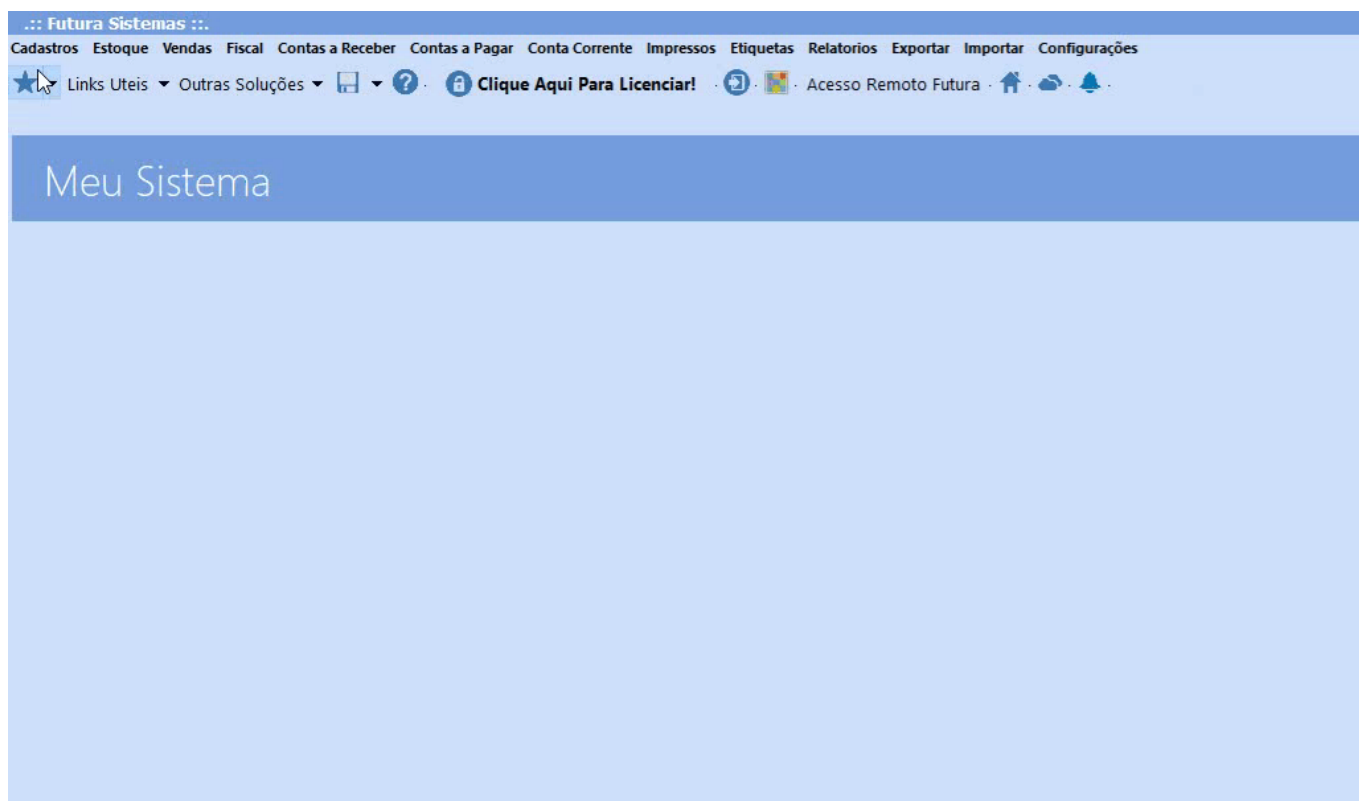 .:: Futura Sistemas ::.
Cadastros Estoque Vendas Fiscal Contas a Receber Contas a Pagar Conta Corrente Impressos Etiquetas Relatorios Exportar Importar Configurações
Links Uteis Outras Soluções ? Clique Aqui Para Licenciar! Acesso Remoto Futura
Meu Sistema